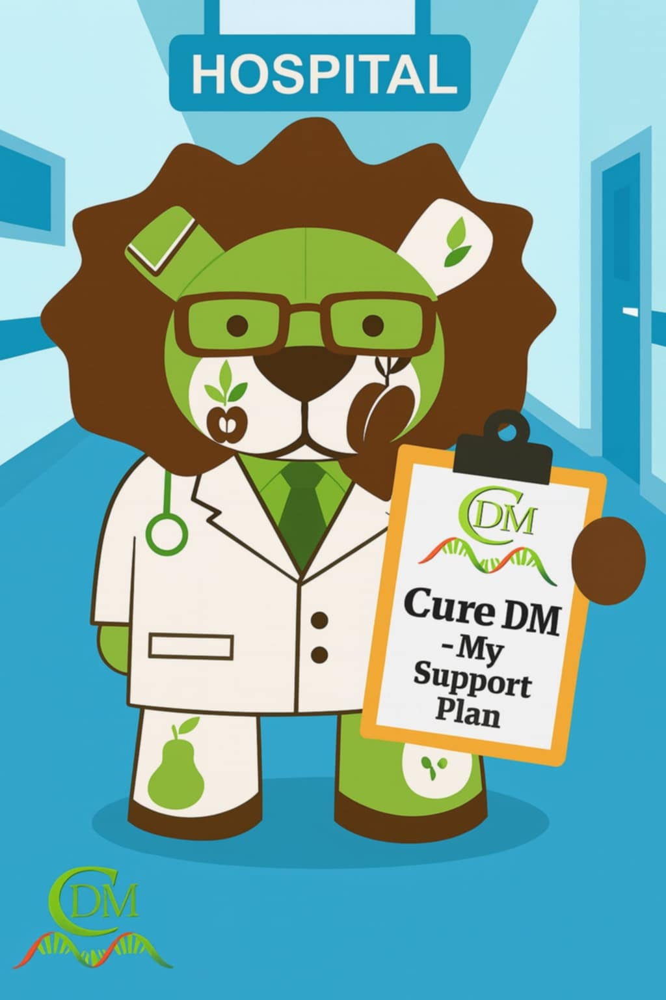 HOSPITAL
CDM
Cure DM
- My
Support
Plan
CDM